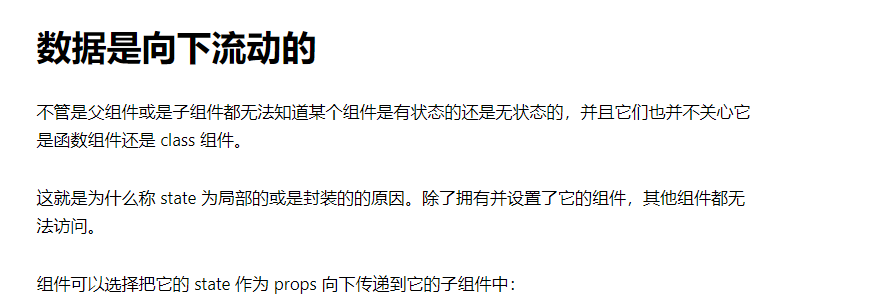 数据是向下流动的
不管是父组件或是子组件都无法知道某个组件是有状态的还是无状态的，并且它们也并不关心它
是函数组件还是 class 组件。
这就是为什么称 state 为局部的或是封装的的原因。除了拥有并设置了它的组件，其他组件都无
法访问。
组件可以选择把它的 state 作为 props 向下传递到它的子组件中：